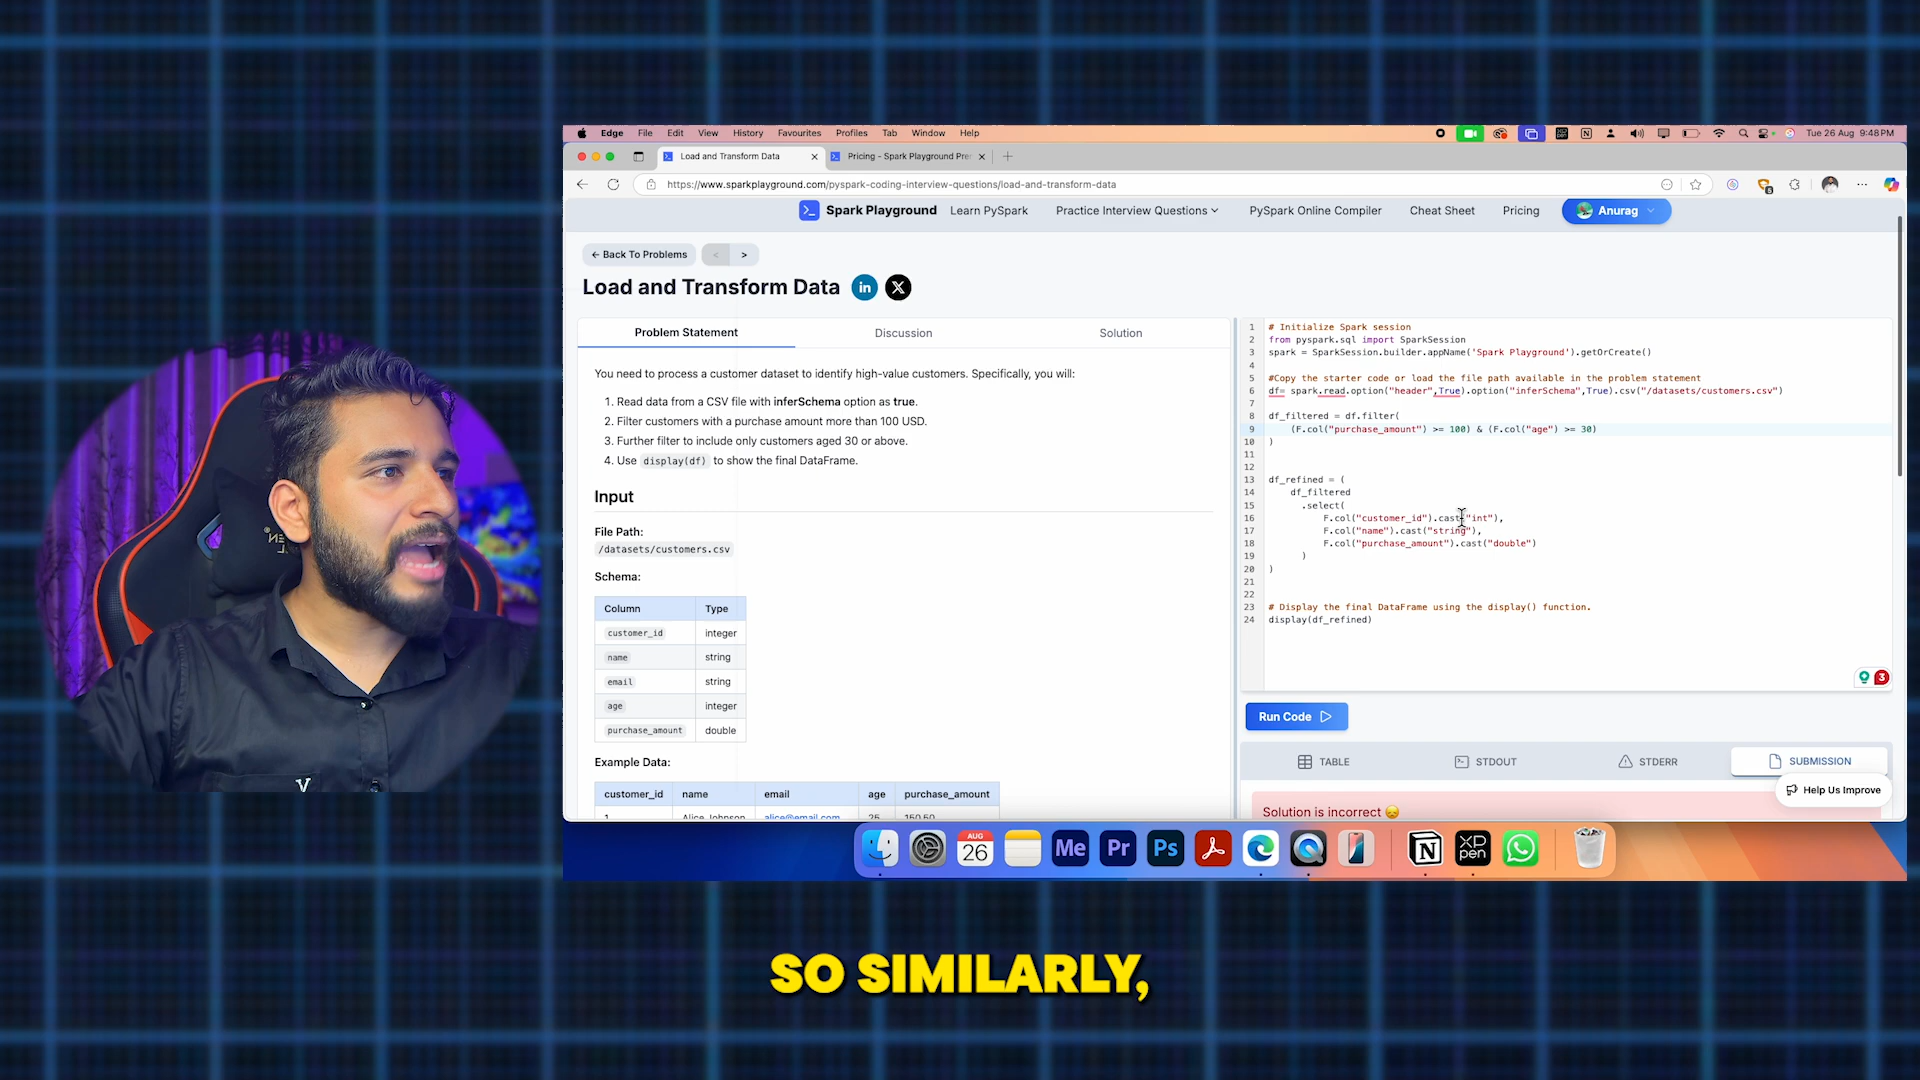 Edge File Edit View History Favourites Profiles Tab Window Help
Tue 26 Aug 9:48 PM
Load and Transform Data
Pricing - Spark Playground Pre
https://www.sparkplayground.com/pyspark-coding-interview-questions/load-and-transform-data
Spark Playground Learn PySpark Practice Interview Questions PySpark Online Compiler Cheat Sheet Pricing Anurag
← Back To Problems < >
Load and Transform Data in X
Problem Statement Discussion Solution
You need to process a customer dataset to identify high-value customers. Specifically, you will:
1. Read data from a CSV file with inferSchema option as true.
2. Filter customers with a purchase amount more than 100 USD.
3. Further filter to include only customers aged 30 or above.
4. Use display(df) to show the final DataFrame.
Input
File Path:
/datasets/customers.csv
Schema:
Column Type
customer_id integer
name string
email string
age integer
purchase_amount double
Example Data:
customer_id name email age purchase_amount
1 Alice Johnson alice@email.com 25 150.50
1 # Initialize Spark session
2 from pyspark.sql import SparkSession
3 spark = SparkSession.builder.appName('Spark Playground').getOrCreate()
4
5 #Copy the starter code or load the file path available in the problem statement
6 df= spark.read.option("header",True).option("inferSchema",True).csv("/datasets/customers.csv")
7
8 df_filtered = df.filter(
9 (F.col("purchase_amount") >= 100) & (F.col("age") >= 30)
10 )
11
12
13 df_refined = (
14 df_filtered
15 .select(
16 F.col("customer_id").cast("int"),
17 F.col("name").cast("string"),
18 F.col("purchase_amount").cast("double")
19 )
20 )
21
22
23 # Display the final DataFrame using the display() function.
24 display(df_refined)
3
Run Code
TABLE STDOUT STDERR SUBMISSION
Help Us Improve
Solution is incorrect
AUG
26
Me
Pr
Ps
XP
pen
V
SO SIMILARLY,